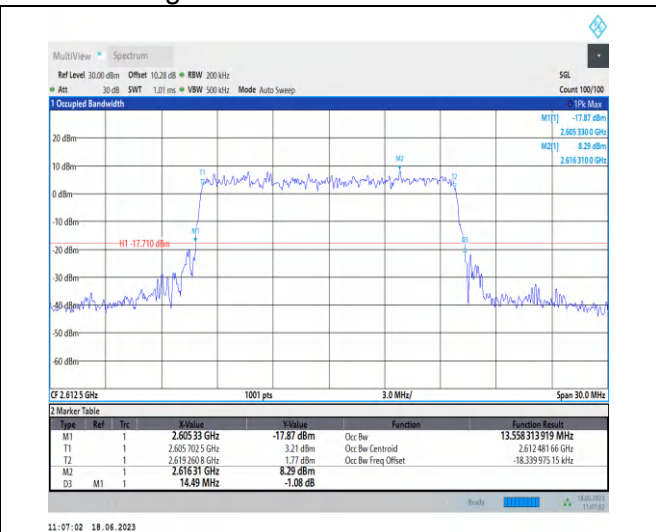 MultiView Spectrum
Ref Level 30.00 dBm Offset 10.28 dB RBW 200 kHz SGL
Att 30 dB SWT 1.01 ms VBW 500 kHz Mode Auto Sweep Count 100/100
1 Occupied Bandwidth 1Pk Max
M1[1] -17.87 dBm
2.605 330 0 GHz
M2[1] 8.29 dBm
2.616 310 0 GHz
20 dBm
10 dBm
0 dBm
-10 dBm
-20 dBm
-30 dBm
-40 dBm
-50 dBm
-60 dBm
T1
M2
T2
M1
H1 -17.710 dBm
D3
CF 2.612 5 GHz 1001 pts 3.0 MHz/ Span 30.0 MHz
2 Marker Table
Type Ref Trc X-Value Y-Value Function Function Result
M1 1 2.605 33 GHz -17.87 dBm Occ Bw 13.558 313 919 MHz
T1 1 2.605 702 5 GHz 3.21 dBm Occ Bw Centroid 2.612 481 66 GHz
T2 1 2.619 260 8 GHz 1.77 dBm Occ Bw Freq Offset -18.339 975 15 kHz
M2 1 2.616 31 GHz 8.29 dBm
D3 M1 1 14.49 MHz -1.08 dB
Ready 18.06.2023
11:07:02
11:07:02 18.06.2023